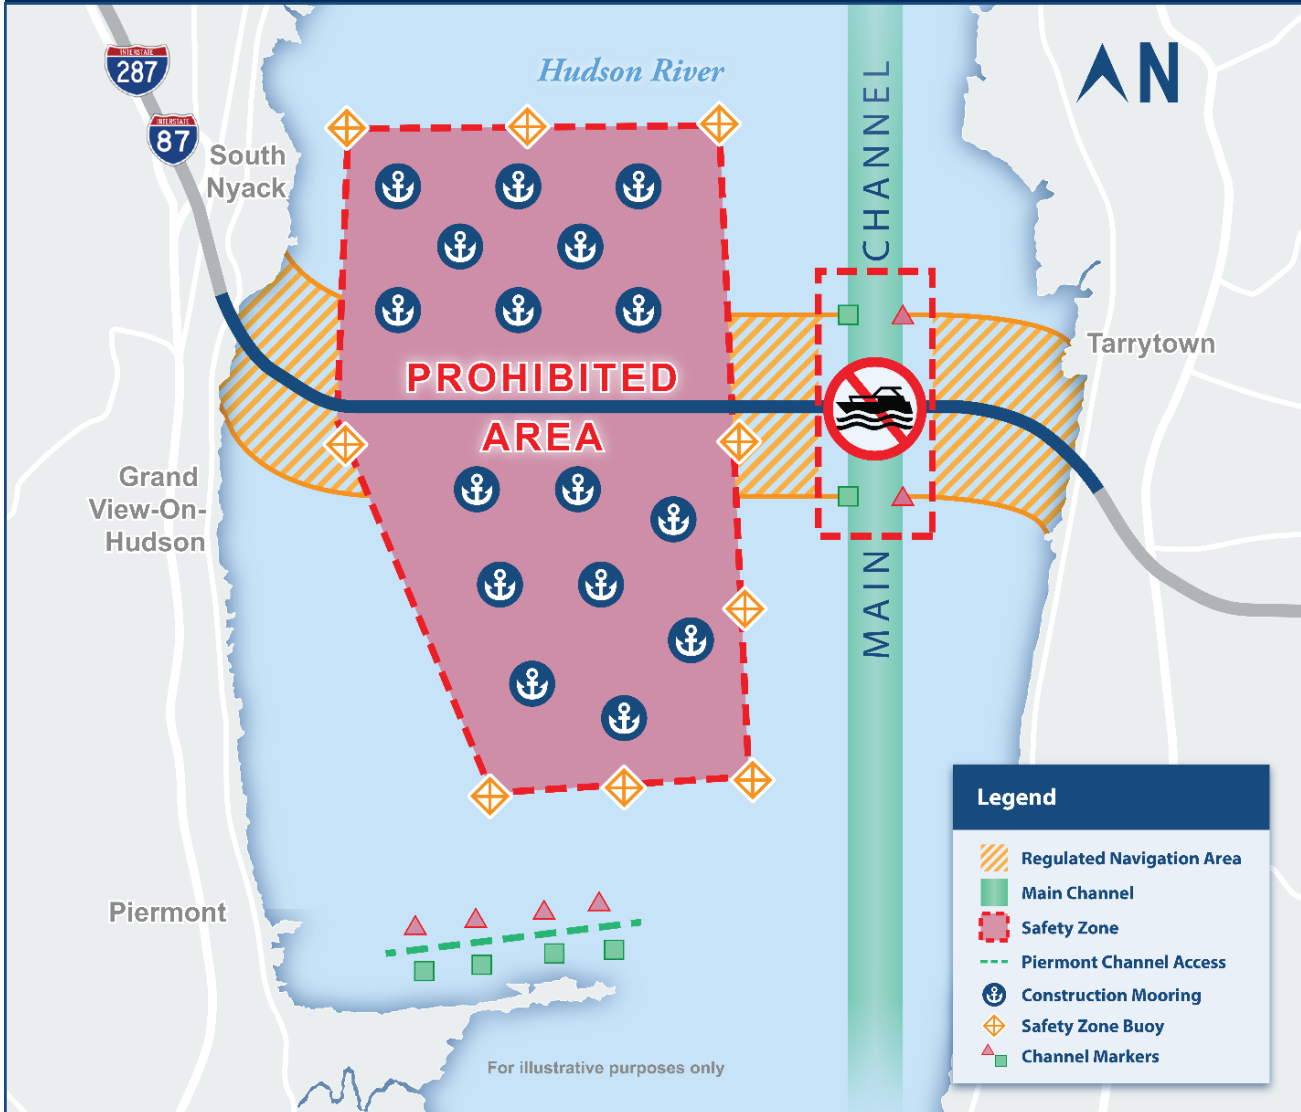 Hudson River
N
INTERSTATE
287
INTERSTATE
87
South
Nyack
MAIN CHANNEL
PROHIBITED
AREA
Tarrytown
Grand
View-On-
Hudson
Piermont
For illustrative purposes only
Legend
Regulated Navigation Area
Main Channel
Safety Zone
Piermont Channel Access
Construction Mooring
Safety Zone Buoy
Channel Markers